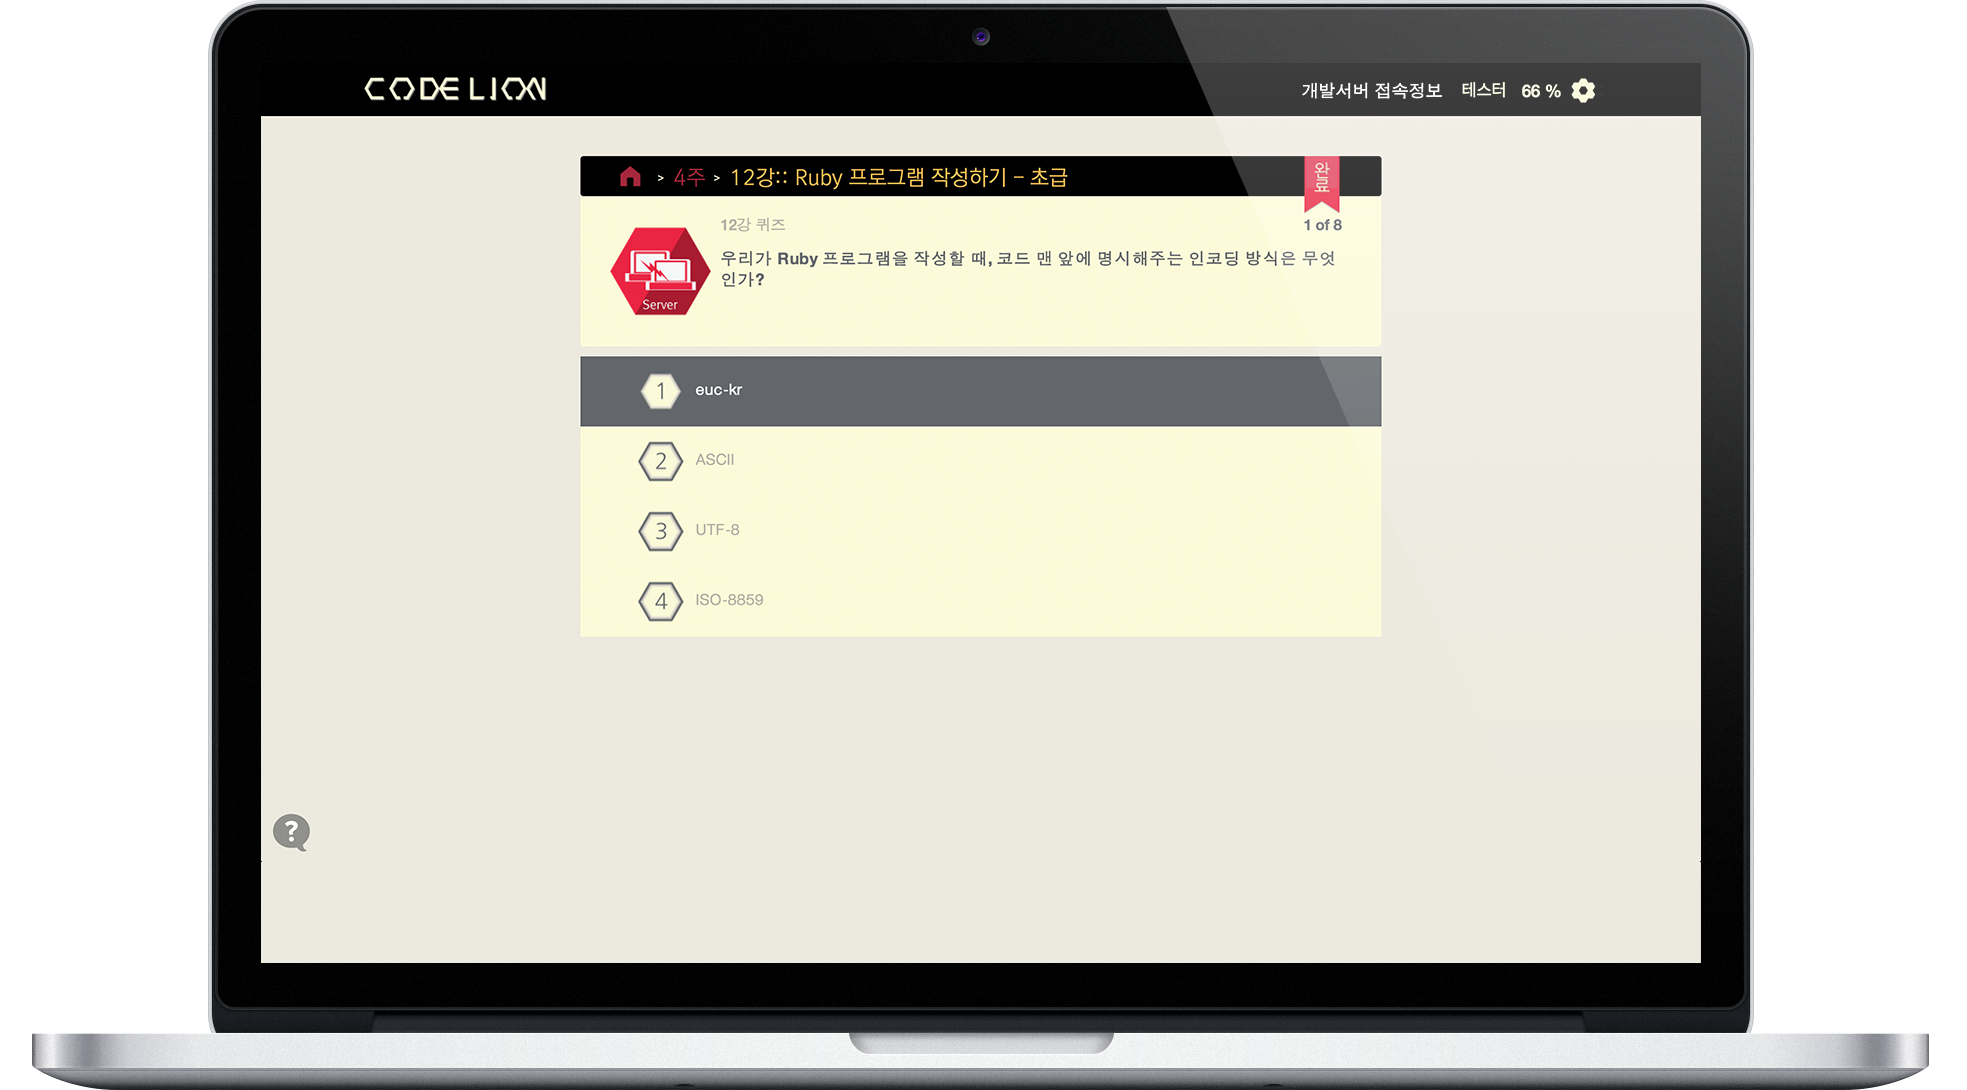 CODE LION
개발서버 접속정보 테스터 66 %
> 4주 > 12강:: Ruby 프로그램 작성하기 – 초급
완료
12강 퀴즈
1 of 8
우리가 Ruby 프로그램을 작성할 때, 코드 맨 앞에 명시해주는 인코딩 방식은 무엇
인가?
Server
1 euc-kr
2 ASCII
3 UTF-8
4 ISO-8859
?